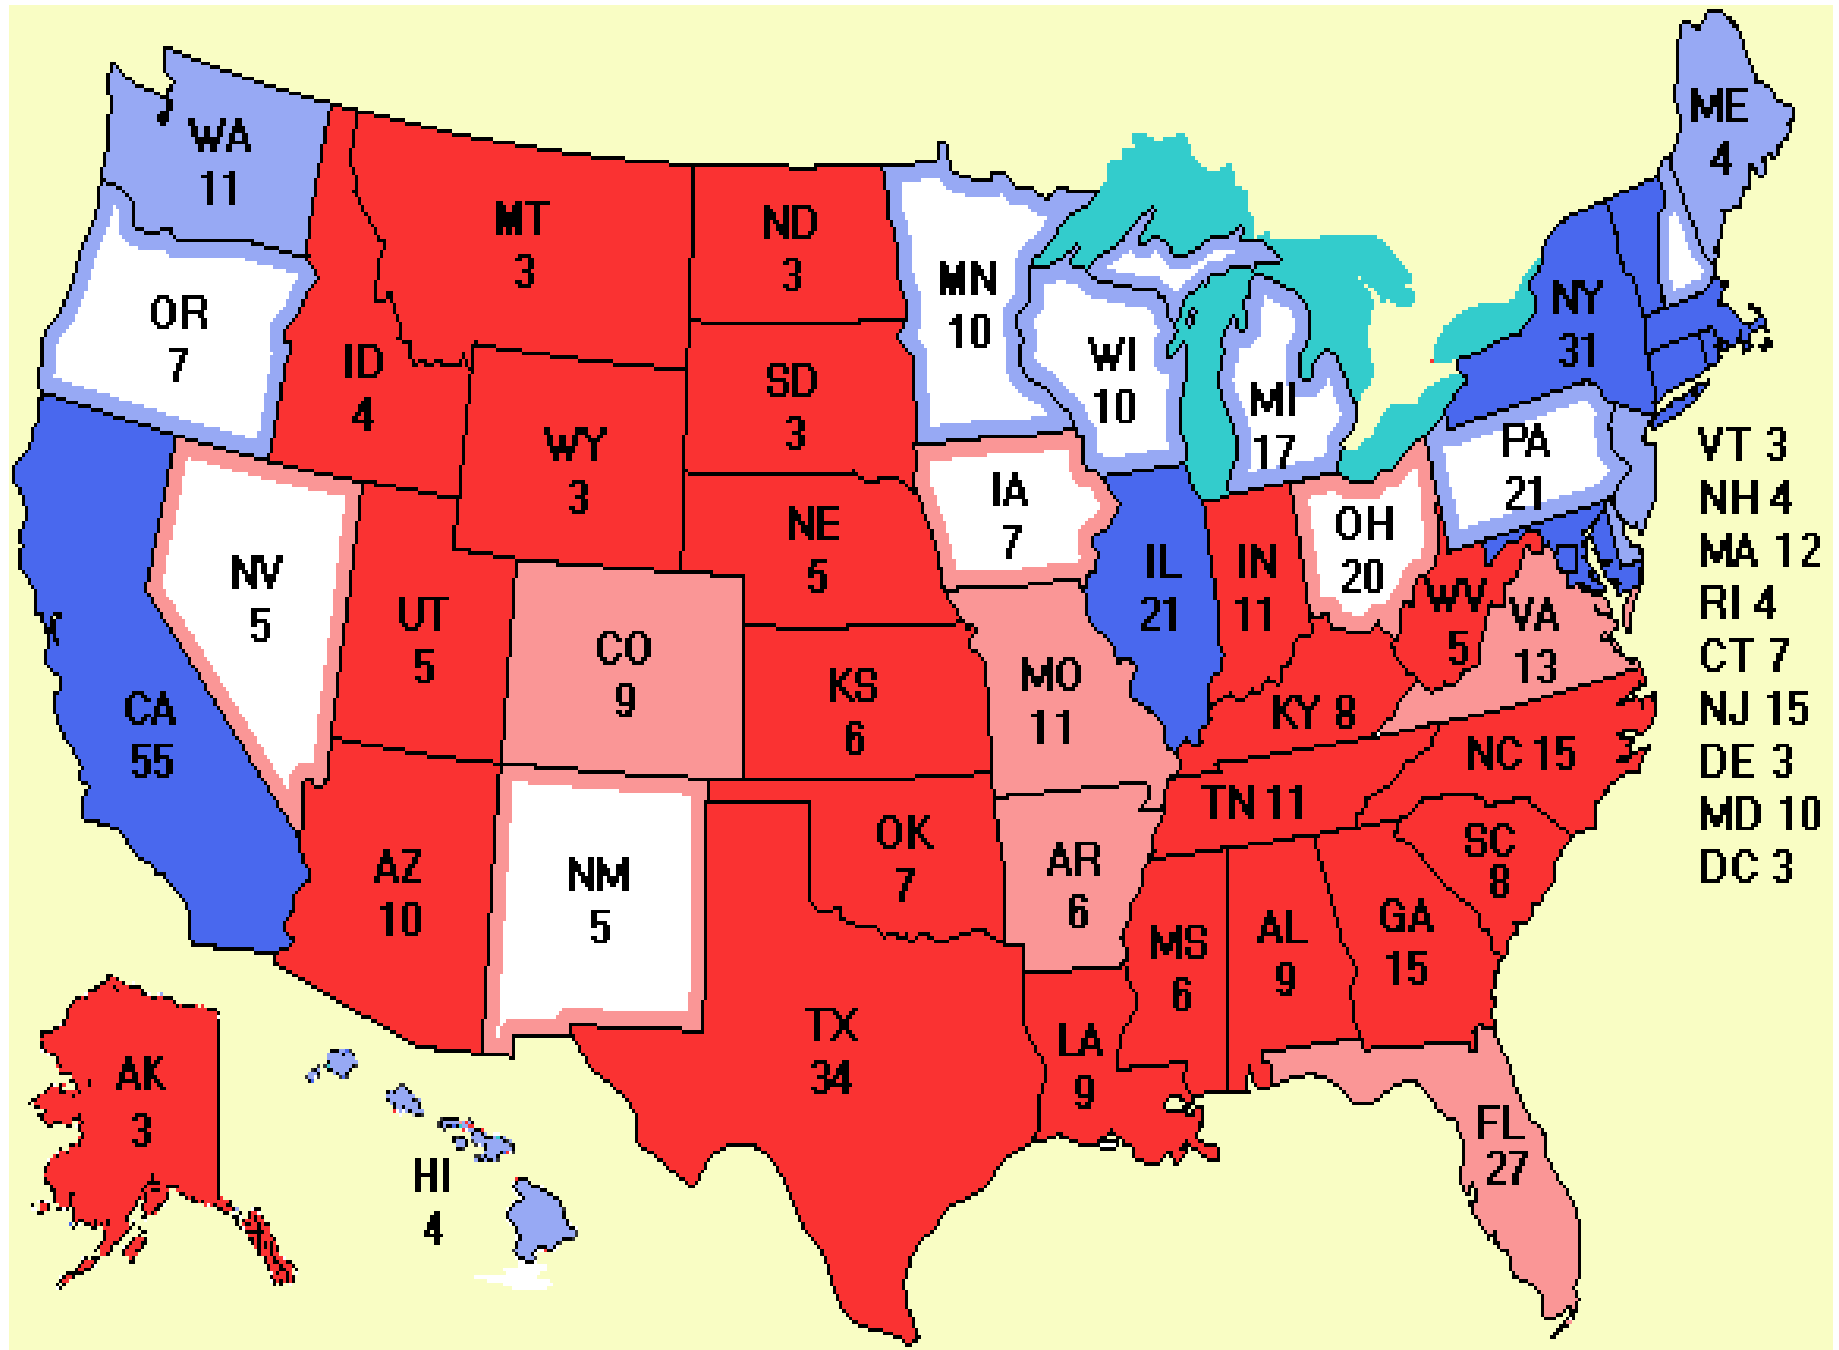 WA
11
OR
7
CA
55
NV
5
ID
4
MT
3
WY
3
UT
5
CO
9
AZ
10
NM
5
ND
3
SD
3
NE
5
KS
6
OK
7
TX
34
MN
10
IA
7
MO
11
AR
6
LA
9
WI
10
IL
21
MI
17
IN
11
OH
20
KY 8
TN 11
MS
6
AL
9
GA
15
FL
27
SC
8
NC 15
VA
13
WV
5
PA
21
NY
31
ME
4
VT 3
NH 4
MA 12
RI 4
CT 7
NJ 15
DE 3
MD 10
DC 3
AK
3
HI
4